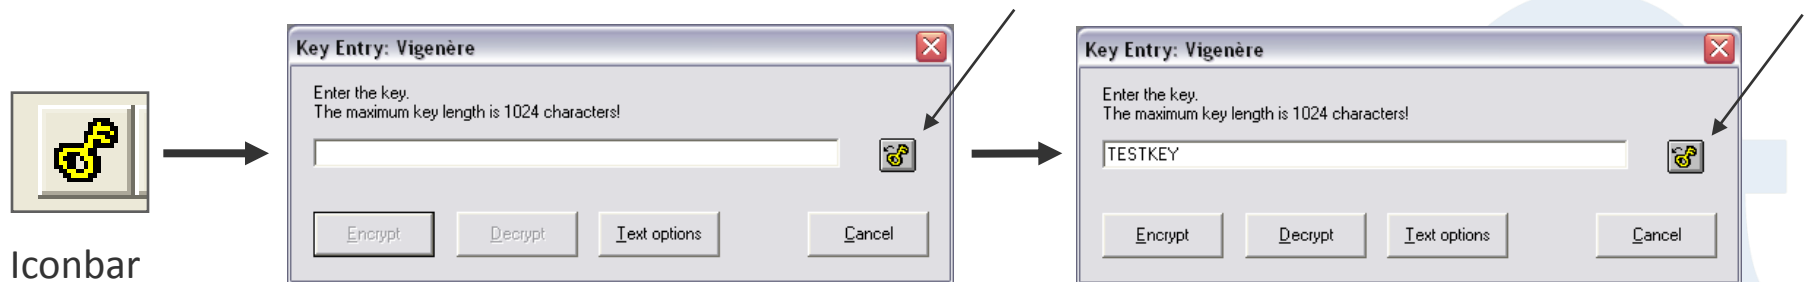 Iconbar
Key Entry: Vigenère
Enter the key.
The maximum key length is 1024 characters!
Encrypt
Decrypt
Text options
Cancel
Key Entry: Vigenère
Enter the key.
The maximum key length is 1024 characters!
TESTKEY
Encrypt
Decrypt
Text options
Cancel